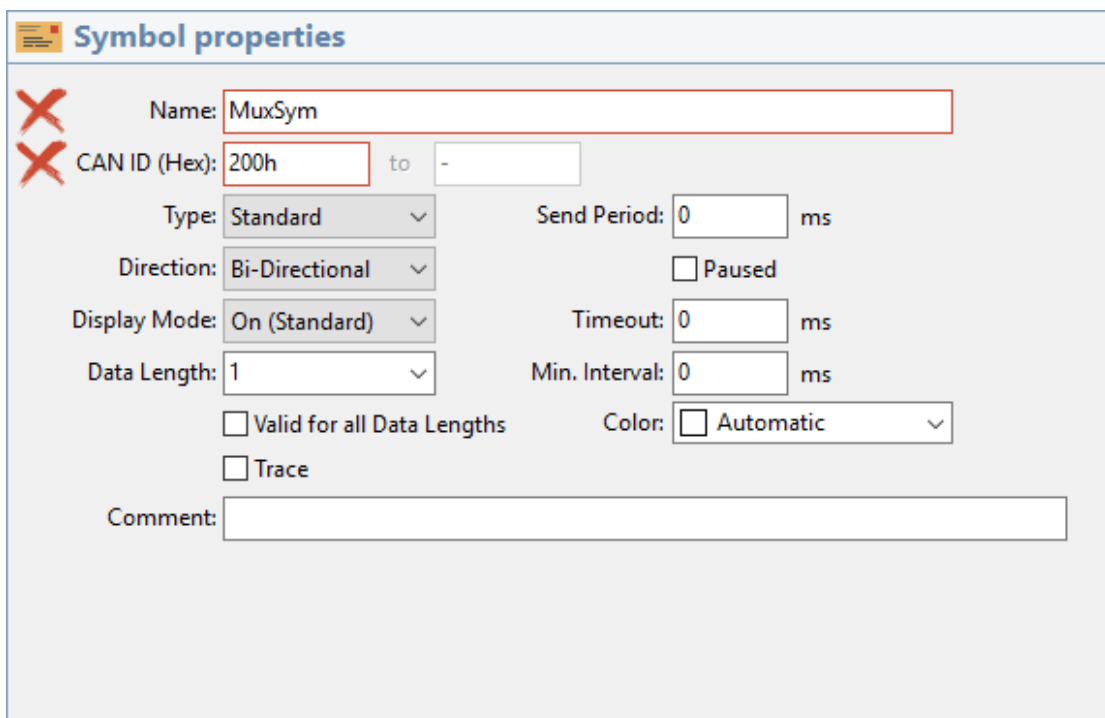 Symbol properties
Name: MuxSym
CAN ID (Hex): 200h to -
Type: Standard Send Period: 0 ms
Direction: Bi-Directional Paused
Display Mode: On (Standard) Timeout: 0 ms
Data Length: 1 Min. Interval: 0 ms
Valid for all Data Lengths Color: Automatic
Trace
Comment: